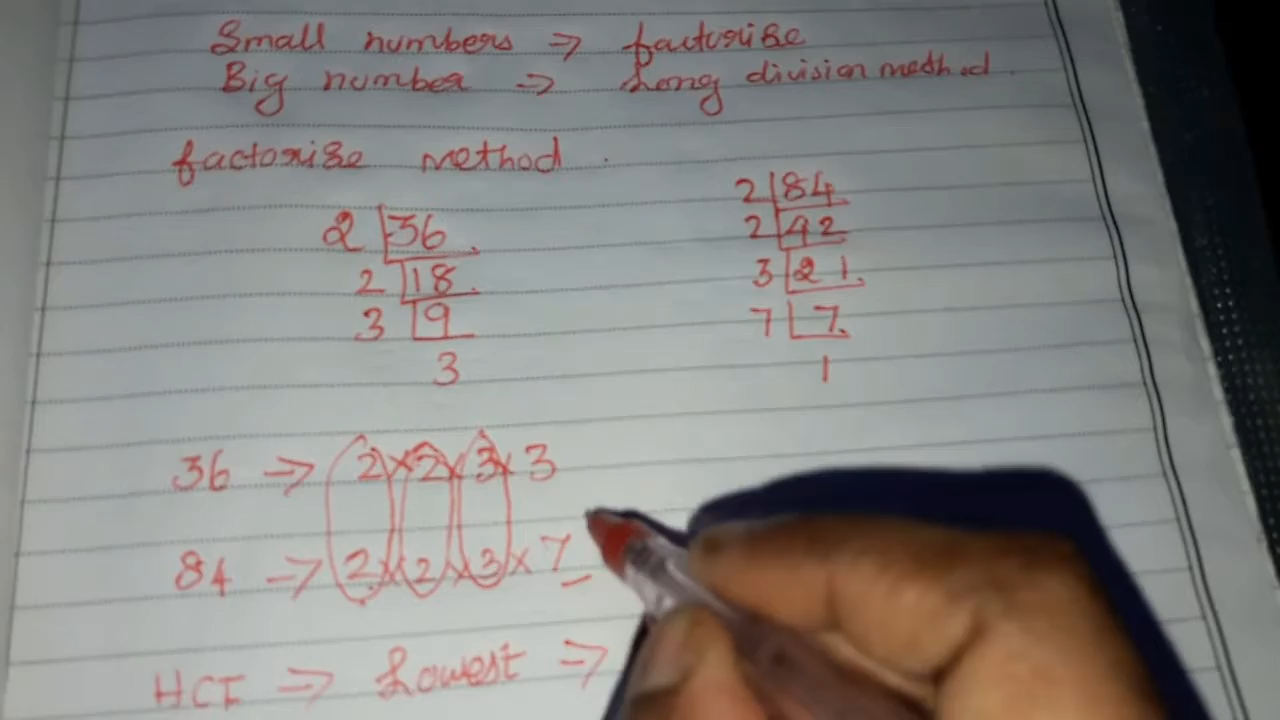 Small numbers ⇒ factorise
Big number ⇒ Long division method.
factorise method.
2 | 36
2 | 18
3 | 9
3
2 | 84
2 | 42
3 | 21
7 | 7
1
36 ⇒ 2 × 2 × 3 × 3
84 ⇒ 2 × 2 × 3 × 7
HCF ⇒ Lowest ⇒